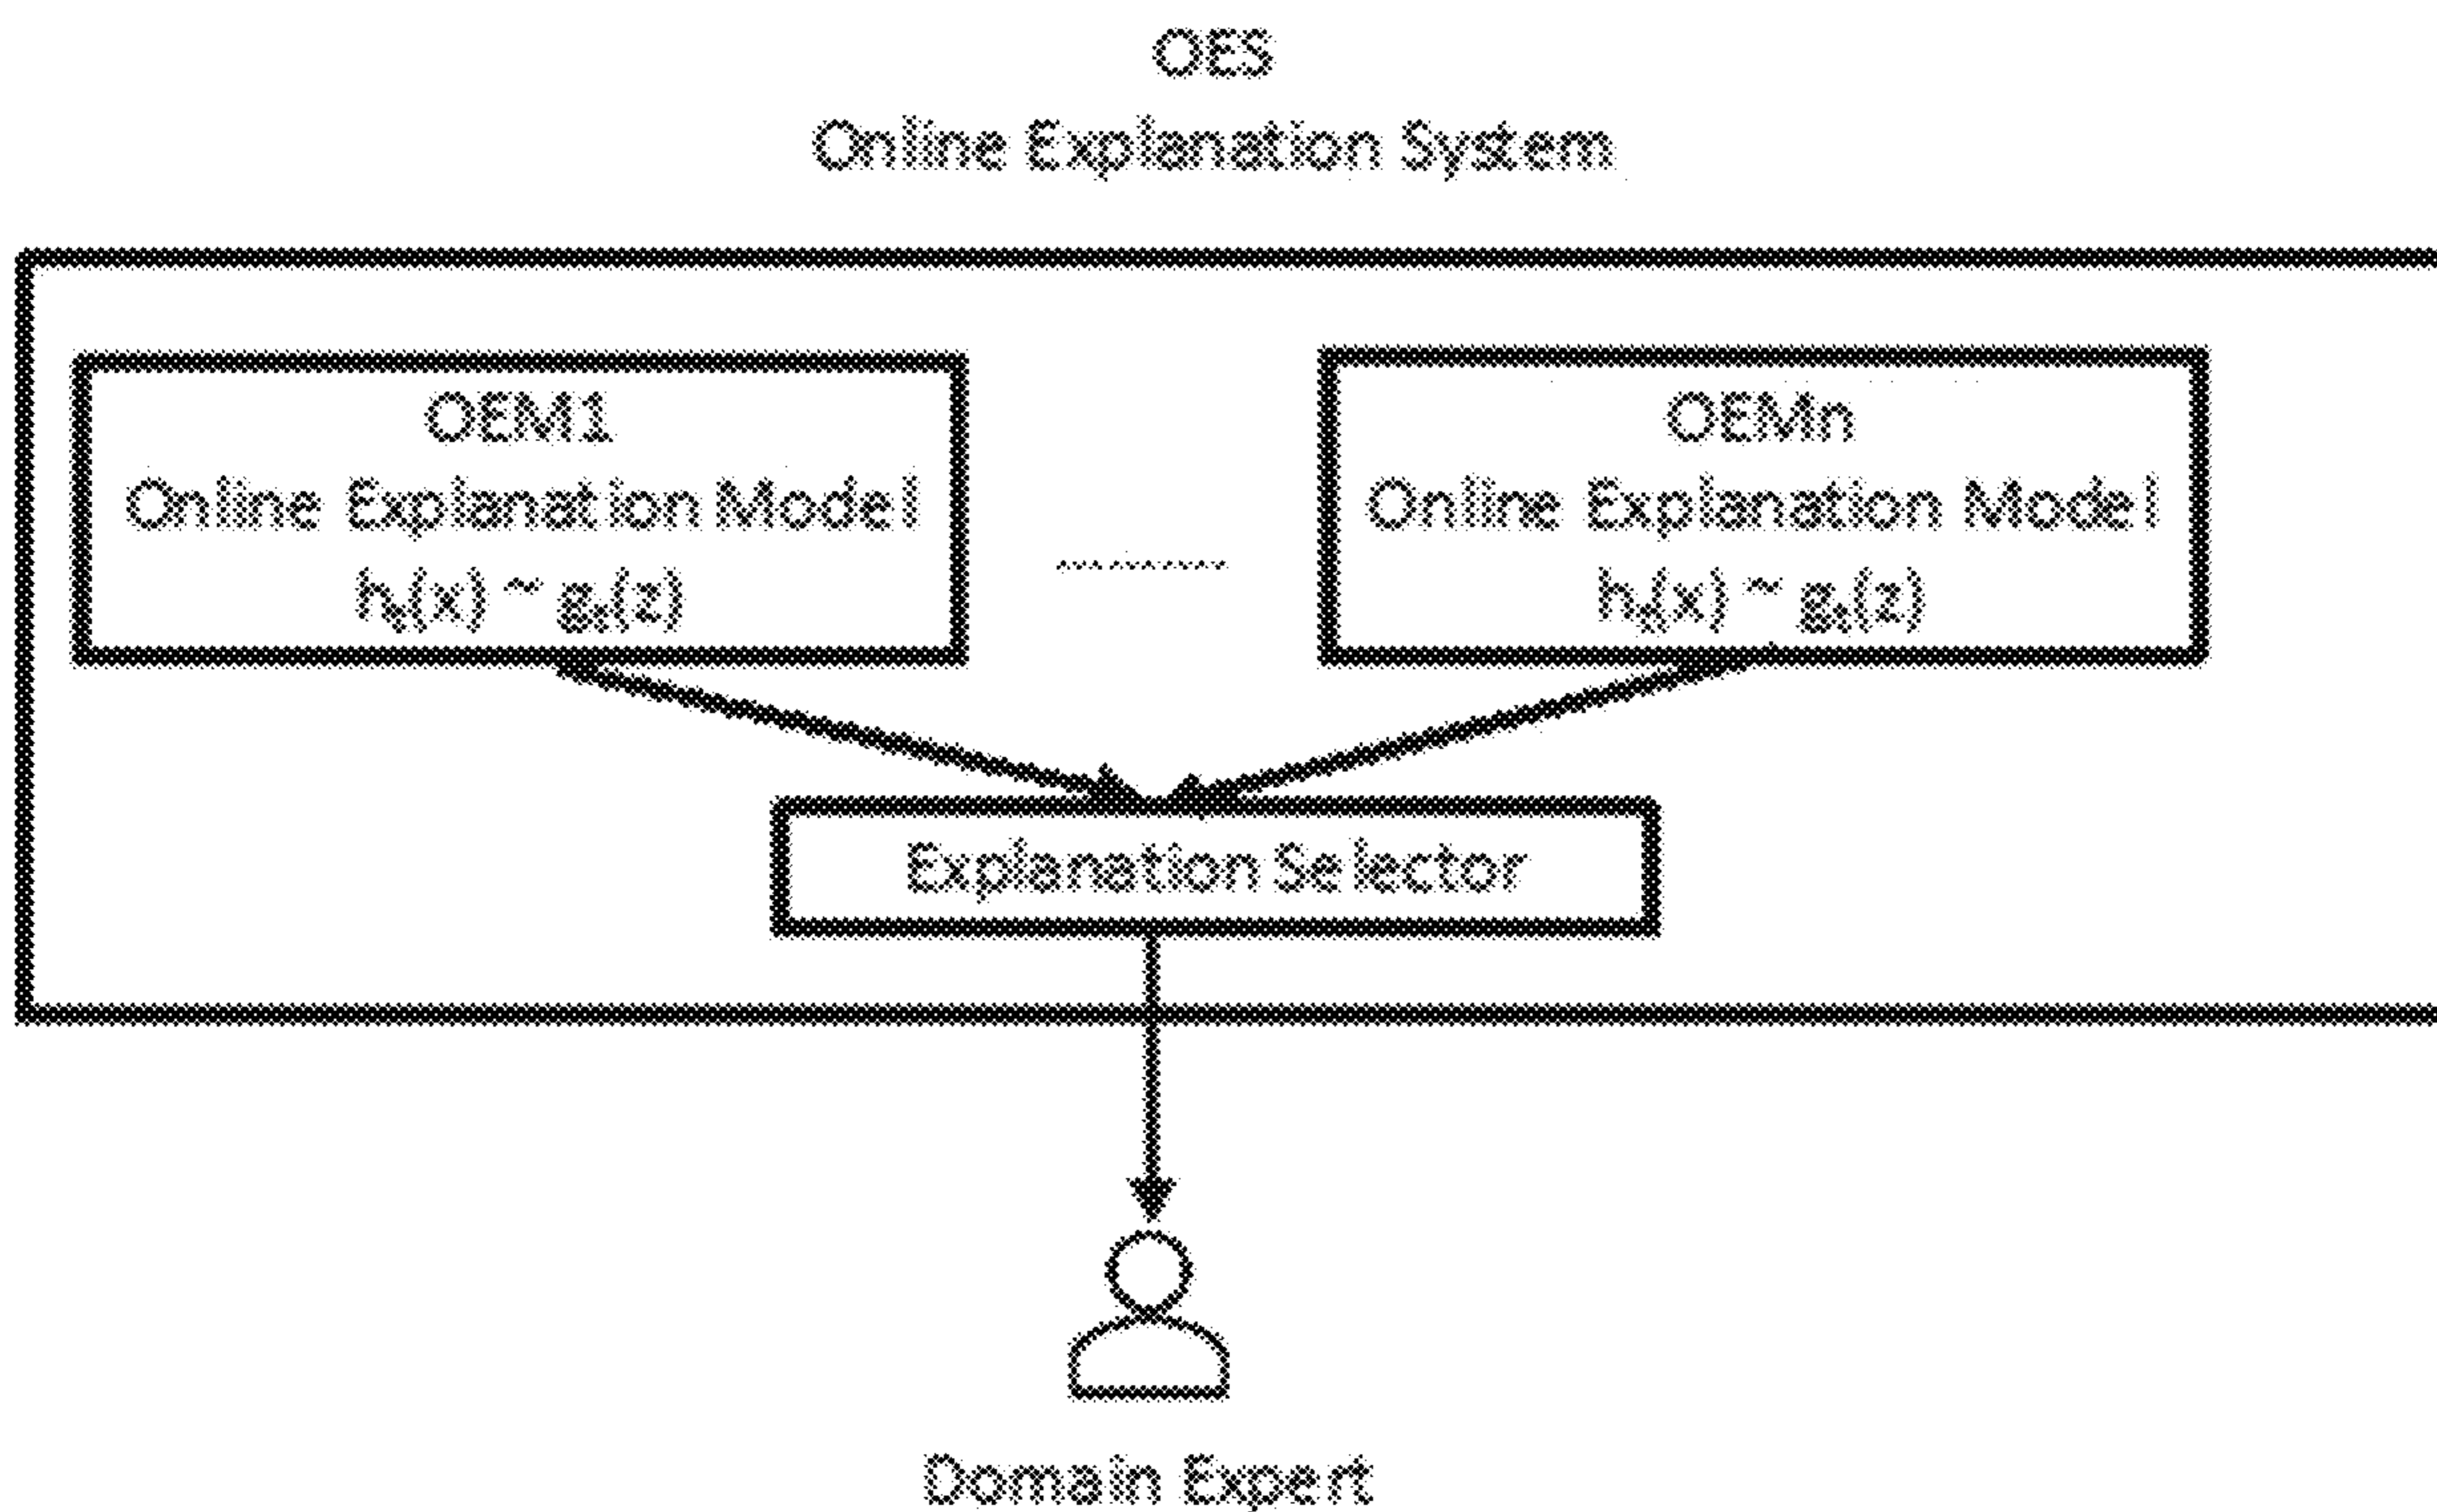 OES
Online Explanation System
OEM1
Online Explanation Model
h(x) ~ g(z)
OEMn
Online Explanation Model
h(x) ~ g(z)
Explanation Selector
Domain Expert